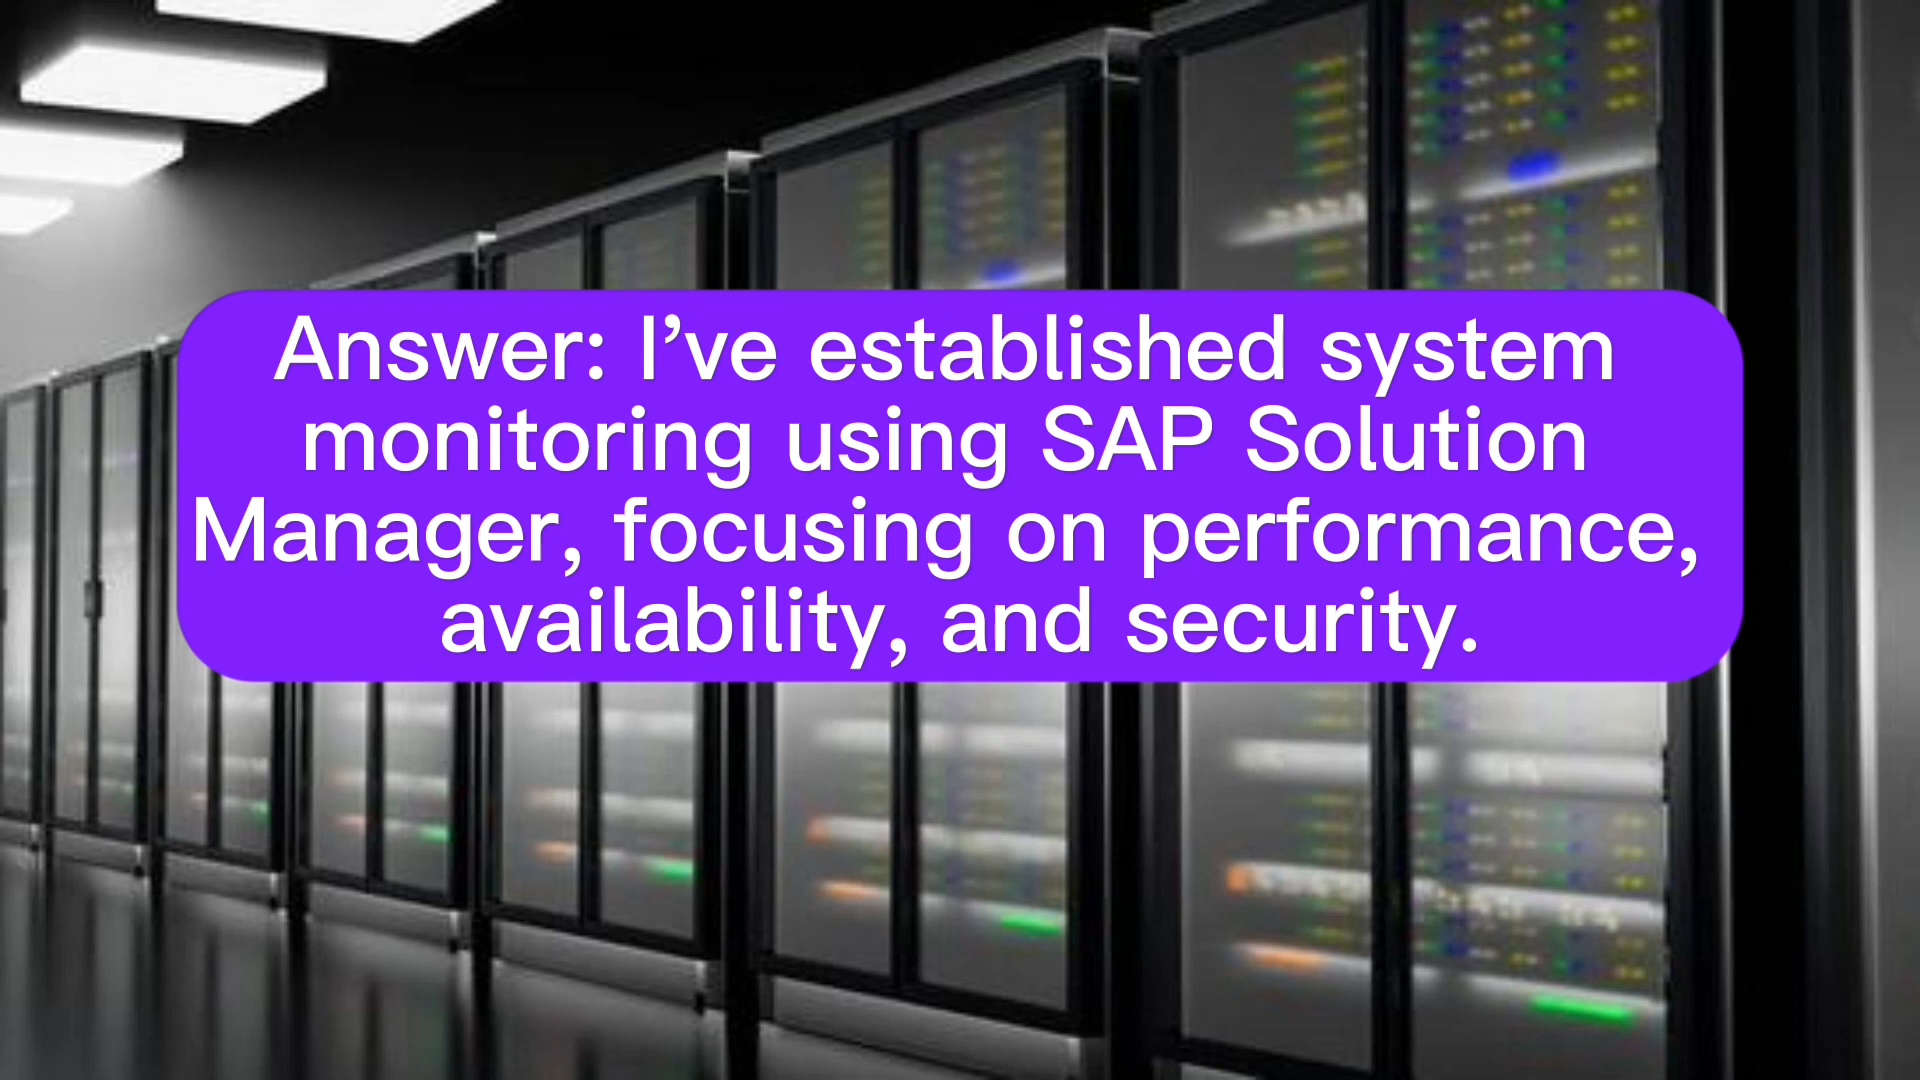 Answer: I’ve established system
monitoring using SAP Solution
Manager, focusing on performance,
availability, and security.